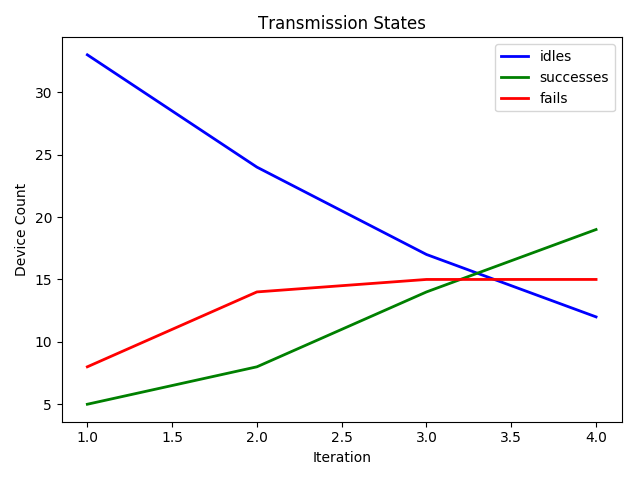 Transmission States
idles
successes
fails
Device Count
30
25
20
15
10
5
1.0 1.5 2.0 2.5 3.0 3.5 4.0
Iteration